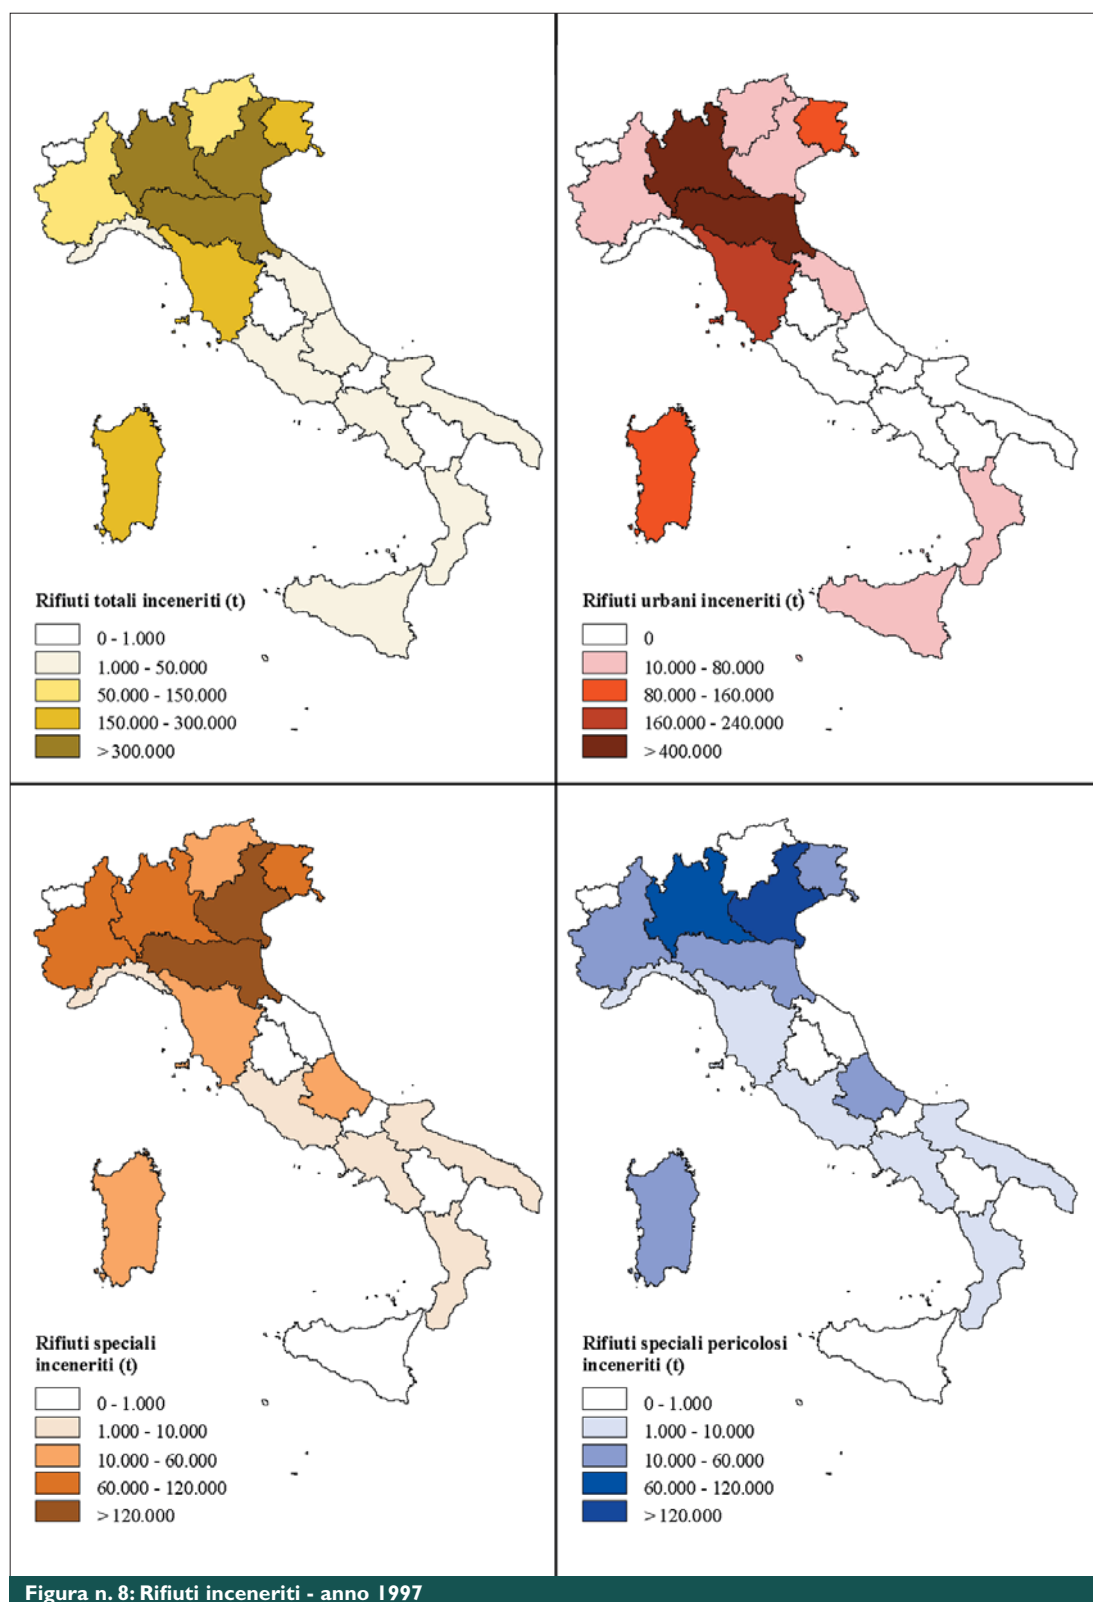 Rifiuti totali inceneriti (t)
0 - 1.000
1.000 - 50.000
50.000 - 150.000
150.000 - 300.000
> 300.000
Rifiuti urbani inceneriti (t)
0
10.000 - 80.000
80.000 - 160.000
160.000 - 240.000
> 400.000
Rifiuti speciali
inceneriti (t)
0 - 1.000
1.000 - 10.000
10.000 - 60.000
60.000 - 120.000
> 120.000
Rifiuti speciali pericolosi
inceneriti (t)
0 - 1.000
1.000 - 10.000
10.000 - 60.000
60.000 - 120.000
> 120.000
Figura n. 8: Rifiuti inceneriti - anno 1997